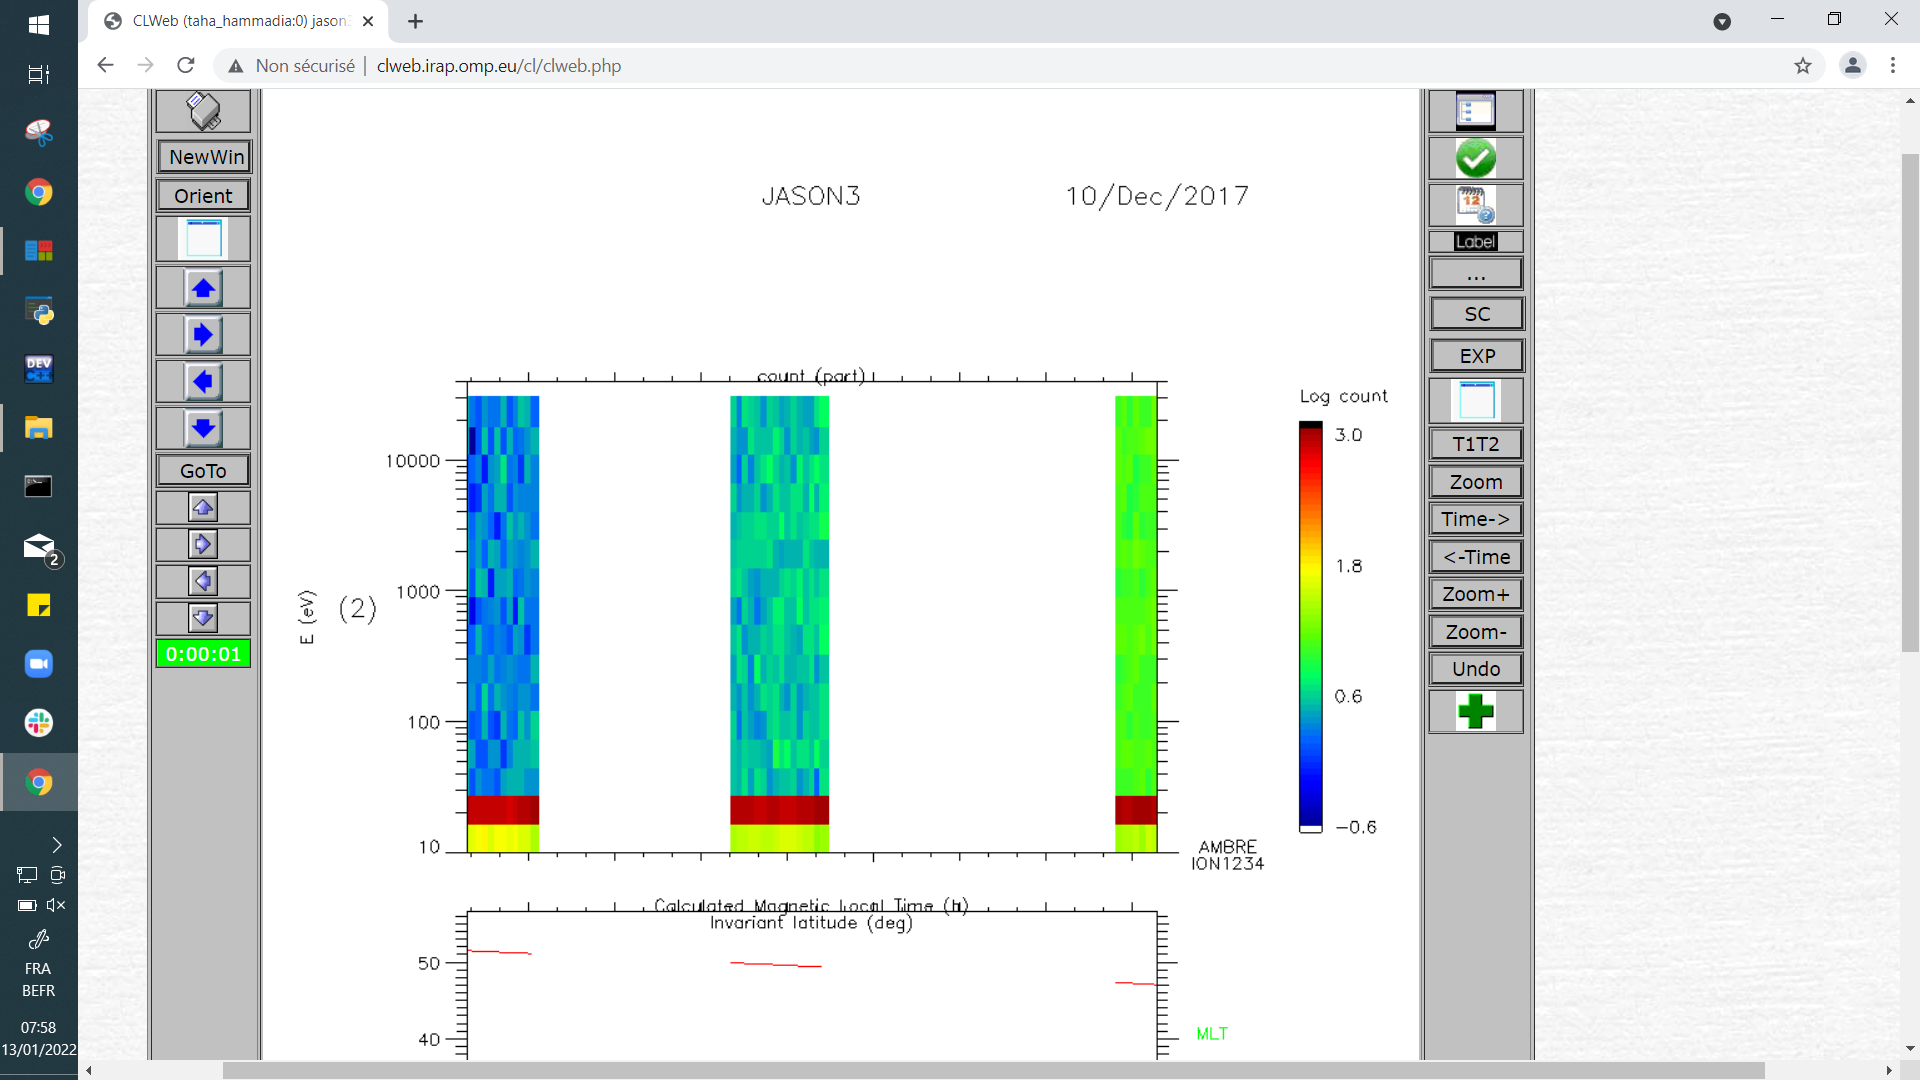 CLWeb (taha_hammadia:0) jason3
Non sécurisé | clweb.irap.omp.eu/cl/clweb.php
NewWin
Orient
GoTo
0:00:01
JASON3 10/Dec/2017
count (part)
10000
1000
100
10
E (eV)
(2)
Log count
3.0
1.8
0.6
−0.6
AMBRE
ION1234
Calculated Magnetic Local Time (h)
Invariant latitude (deg)
50
40
MLT
12
Label
...
SC
EXP
T1T2
Zoom
Time->
<-Time
Zoom+
Zoom-
Undo
DEV
C++
2
FRA
BEFR
07:58
13/01/2022